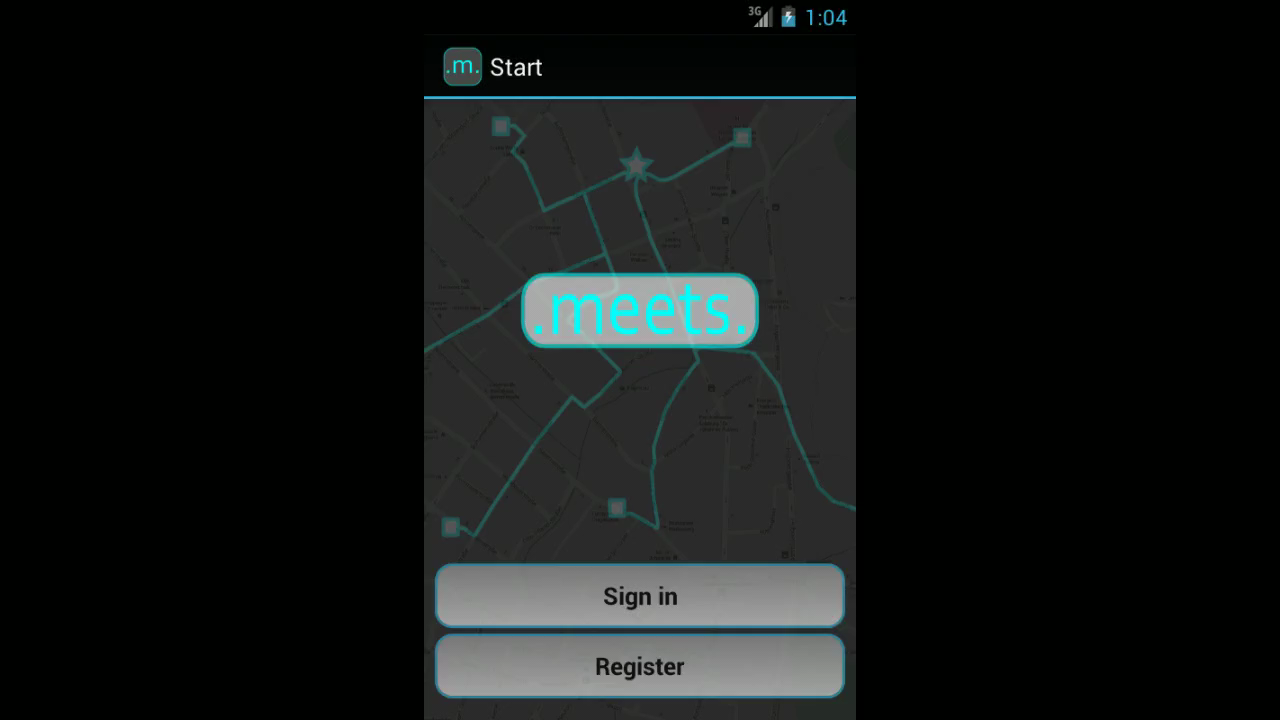 3G 1:04
.m. Start
.meets.
Sign in
Register